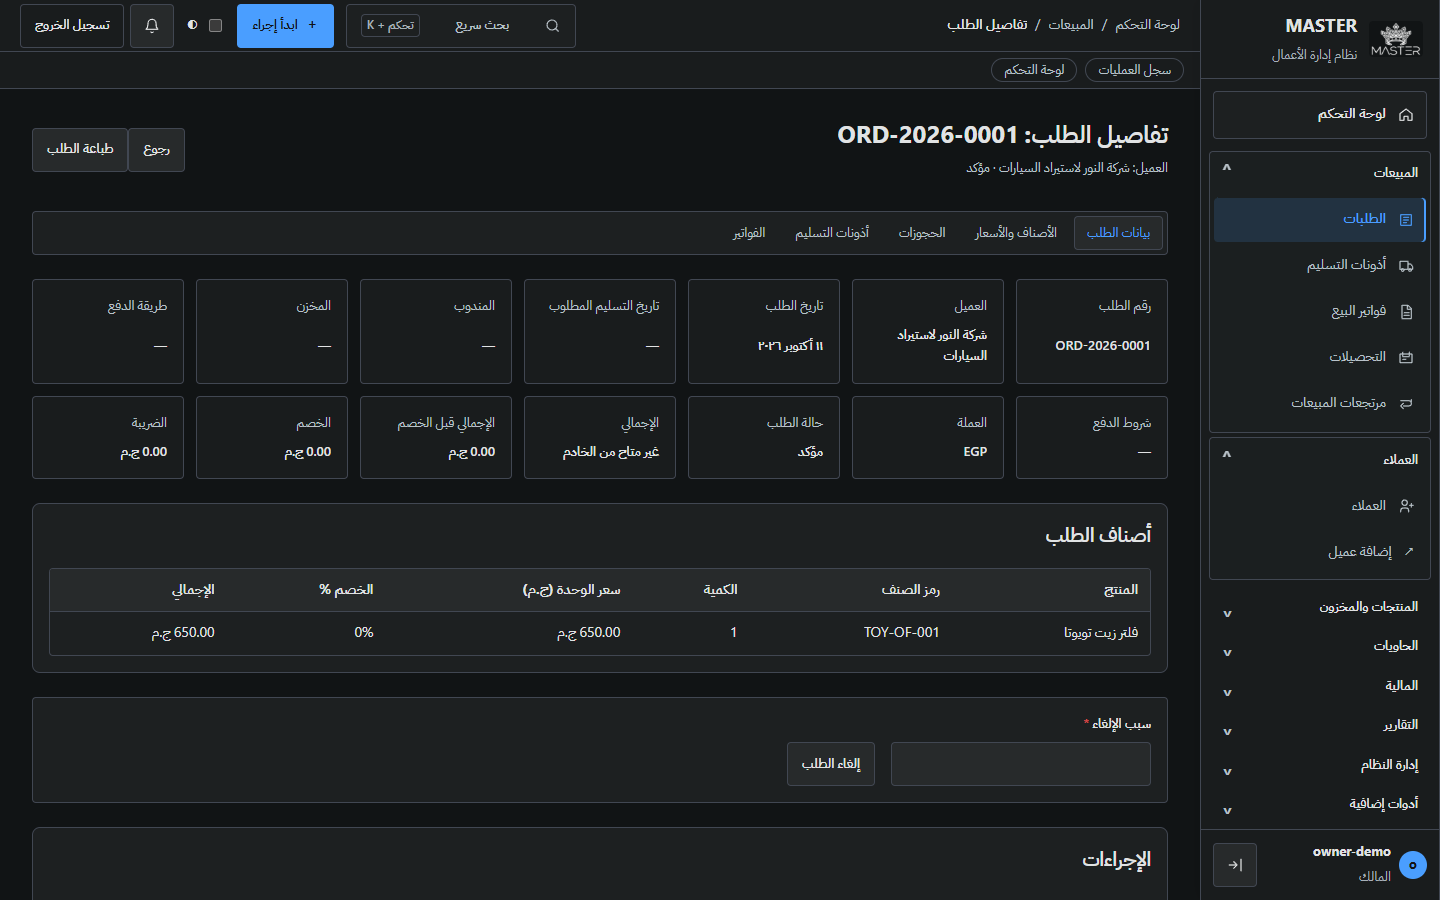 MASTER
نظام إدارة الأعمال
MASTER
لوحة التحكم / المبيعات / تفاصيل الطلب
بحث سريع
تحكم + K
+ ابدأ إجراء
تسجيل الخروج
سجل العمليات
لوحة التحكم
لوحة التحكم
المبيعات
الطلبات
أذونات التسليم
فواتير البيع
التحصيلات
مرتجعات المبيعات
العملاء
العملاء
إضافة عميل
المنتجات والمخزون
الحاويات
المالية
التقارير
إدارة النظام
أدوات إضافية
owner-demo
المالك
o
تفاصيل الطلب: ORD-2026-0001
العميل: شركة النور لاستيراد السيارات · مؤكد
رجوع
طباعة الطلب
بيانات الطلب
الأصناف والأسعار
الحجوزات
أذونات التسليم
الفواتير
رقم الطلب
ORD-2026-0001
العميل
شركة النور لاستيراد
السيارات
تاريخ الطلب
١١ أكتوبر ٢٠٢٦
تاريخ التسليم المطلوب
—
المندوب
—
المخزن
—
طريقة الدفع
—
شروط الدفع
—
العملة
EGP
حالة الطلب
مؤكد
الإجمالي
غير متاح من الخادم
الإجمالي قبل الخصم
0.00 ج.م
الخصم
0.00 ج.م
الضريبة
0.00 ج.م
أصناف الطلب
المنتج رمز الصنف الكمية سعر الوحدة (ج.م) الخصم % الإجمالي
فلتر زيت تويوتا TOY-OF-001 1 650.00 ج.م 0% 650.00 ج.م
سبب الإلغاء *
إلغاء الطلب
الإجراءات